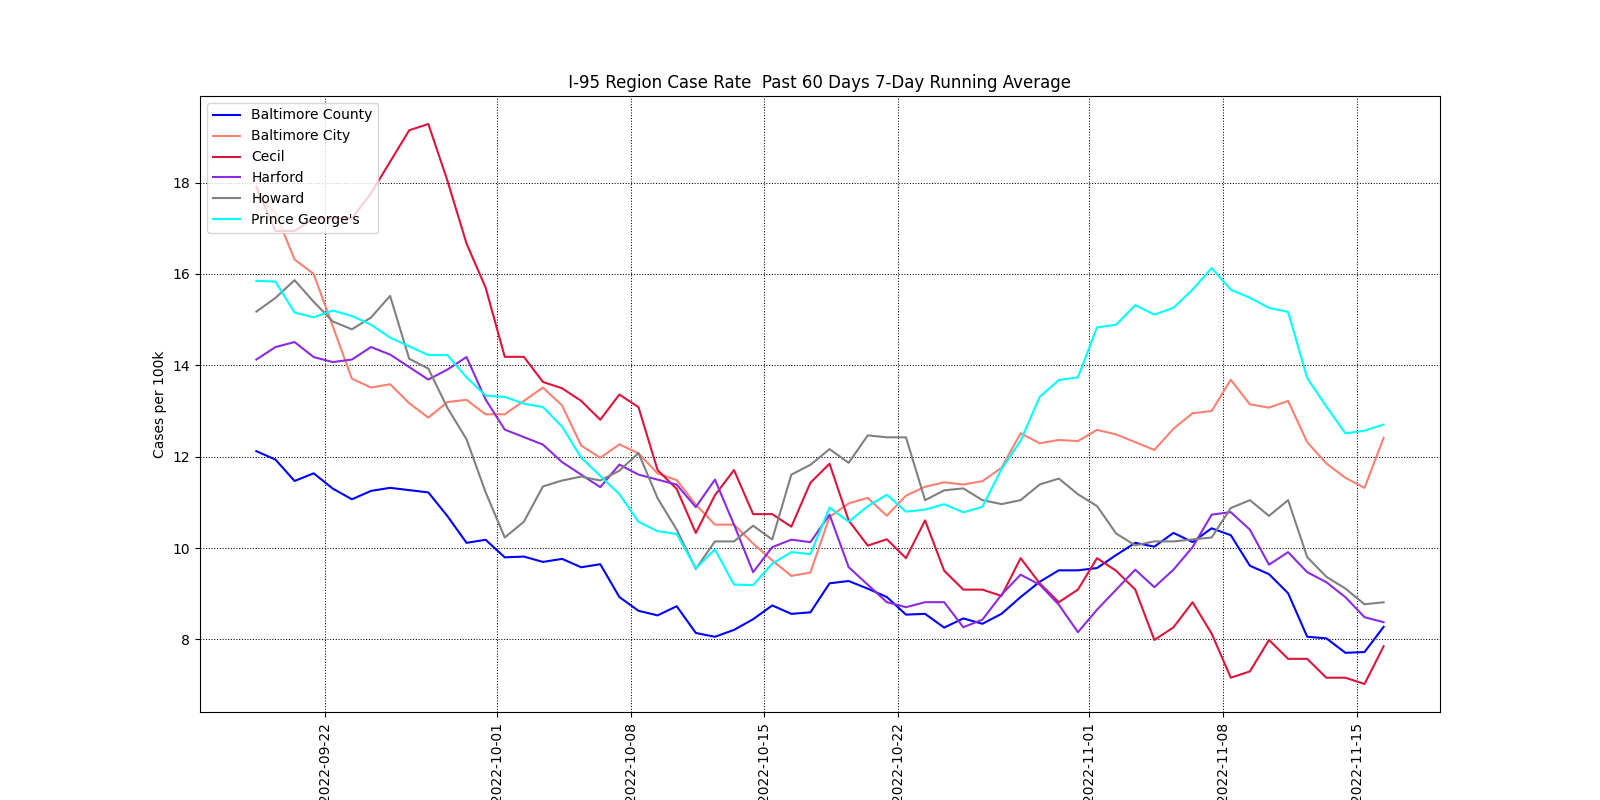 I-95 Region Case Rate  Past 60 Days 7-Day Running Average
Baltimore County
Baltimore City
Cecil
Harford
Howard
Prince George's
Cases per 100k
18
16
14
12
10
8
2022-09-22
2022-10-01
2022-10-08
2022-10-15
2022-10-22
2022-11-01
2022-11-08
2022-11-15